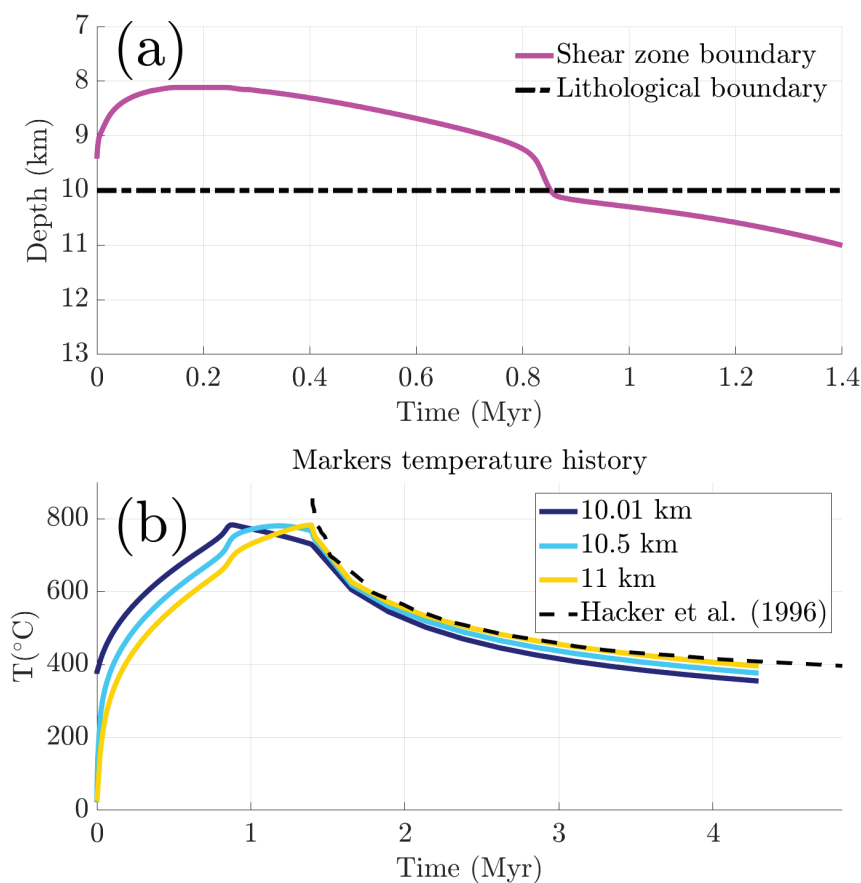 (a)
7
8
9
10
11
12
13
Depth (km)
Shear zone boundary
Lithological boundary
0 0.2 0.4 0.6 0.8 1 1.2 1.4
Time (Myr)
Markers temperature history
(b)
800
600
400
200
0
T(°C)
10.01 km
10.5 km
11 km
Hacker et al. (1996)
0 1 2 3 4
Time (Myr)